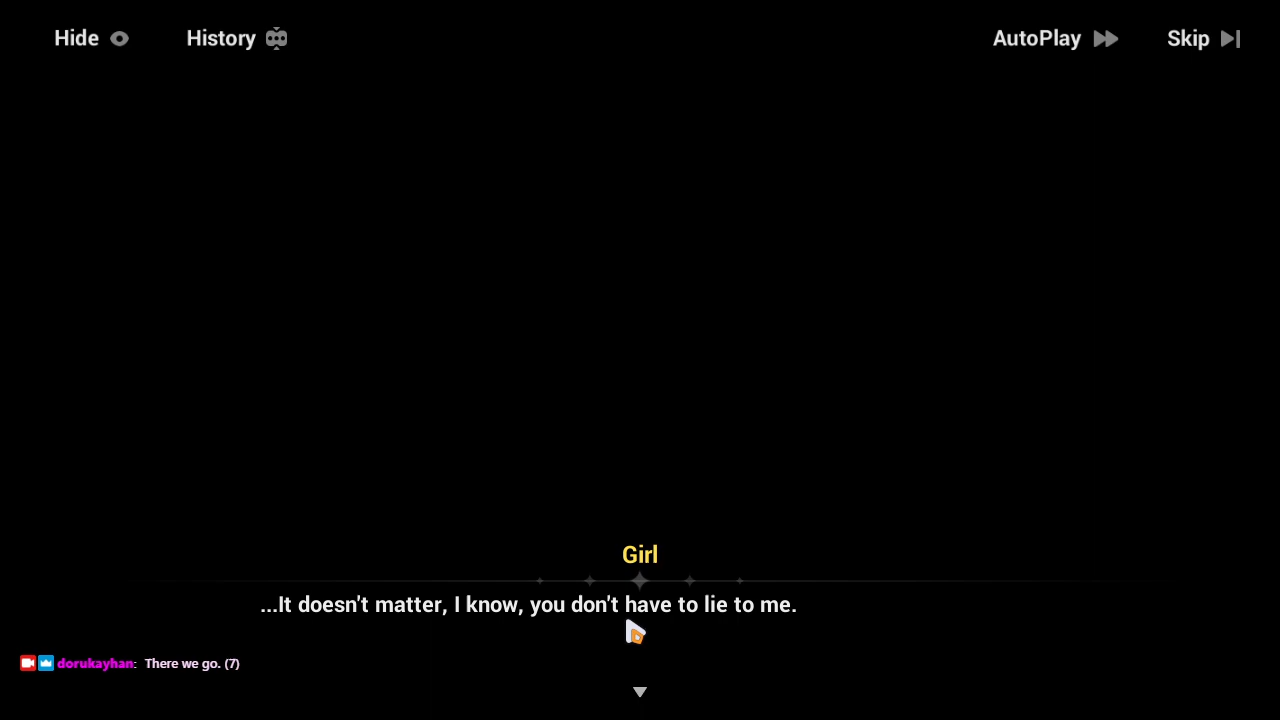 Hide
History
AutoPlay
Skip
Girl
...It doesn't matter, I know, you don't have to lie to me.
dorukayhan: There we go. (7)